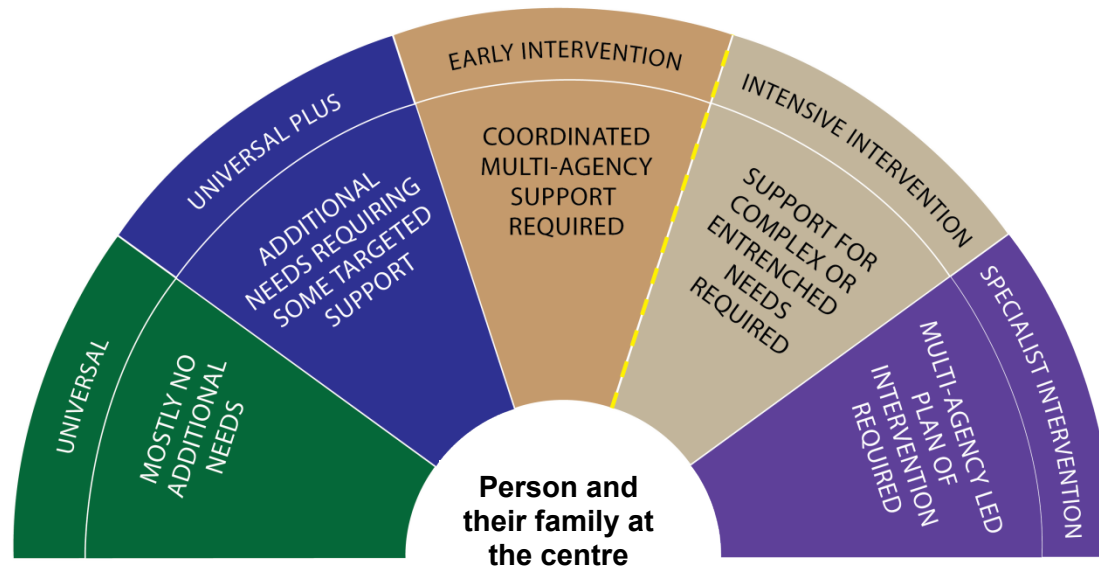 UNIVERSAL
MOSTLY NO
ADDITIONAL
NEEDS
UNIVERSAL PLUS
ADDITIONAL
NEEDS REQUIRING
SOME TARGETED
SUPPORT
EARLY INTERVENTION
COORDINATED
MULTI-AGENCY
SUPPORT
REQUIRED
INTENSIVE INTERVENTION
SUPPORT FOR
COMPLEX OR
ENTRENCHED
NEEDS
REQUIRED
SPECIALIST INTERVENTION
MULTI-AGENCY LED
PLAN OF
INTERVENTION
REQUIRED
Person and
their family at
the centre